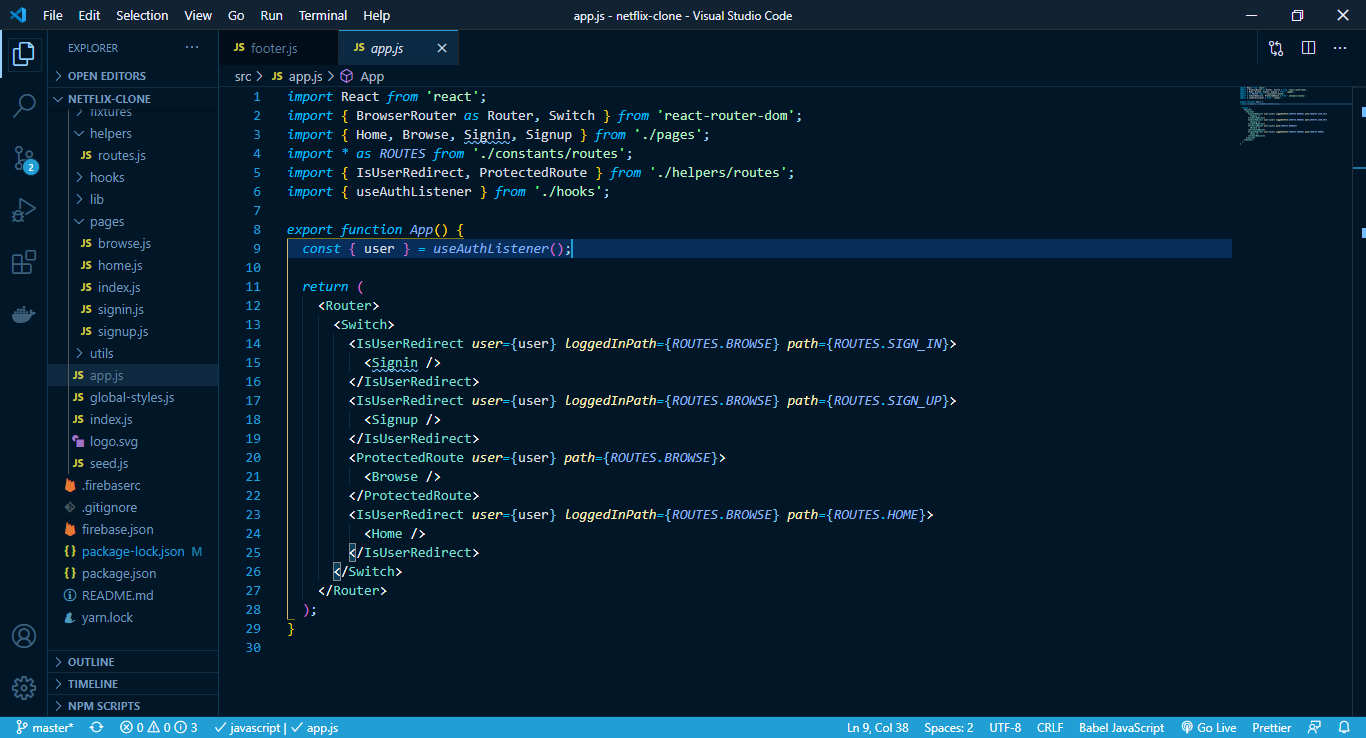 File Edit Selection View Go Run Terminal Help
app.js - netflix-clone - Visual Studio Code
EXPLORER
OPEN EDITORS
NETFLIX-CLONE
fixtures
helpers
JS routes.js
hooks
lib
pages
JS browse.js
JS home.js
JS index.js
JS signin.js
JS signup.js
utils
JS app.js
JS global-styles.js
JS index.js
logo.svg
JS seed.js
.firebaserc
.gitignore
firebase.json
{} package-lock.json M
{} package.json
README.md
yarn.lock
OUTLINE
TIMELINE
NPM SCRIPTS
2
JS footer.js
JS app.js
src > JS app.js > App
1 import React from 'react';
2 import { BrowserRouter as Router, Switch } from 'react-router-dom';
3 import { Home, Browse, Signin, Signup } from './pages';
4 import * as ROUTES from './constants/routes';
5 import { IsUserRedirect, ProtectedRoute } from './helpers/routes';
6 import { useAuthListener } from './hooks';
7
8 export function App() {
9 const { user } = useAuthListener();
10
11 return (
12 <Router>
13 <Switch>
14 <IsUserRedirect user={user} loggedInPath={ROUTES.BROWSE} path={ROUTES.SIGN_IN}>
15 <Signin />
16 </IsUserRedirect>
17 <IsUserRedirect user={user} loggedInPath={ROUTES.BROWSE} path={ROUTES.SIGN_UP}>
18 <Signup />
19 </IsUserRedirect>
20 <ProtectedRoute user={user} path={ROUTES.BROWSE}>
21 <Browse />
22 </ProtectedRoute>
23 <IsUserRedirect user={user} loggedInPath={ROUTES.BROWSE} path={ROUTES.HOME}>
24 <Home />
25 </IsUserRedirect>
26 </Switch>
27 </Router>
28 );
29 }
30
master* 0 0 3 javascript | app.js
Ln 9, Col 38 Spaces: 2 UTF-8 CRLF Babel JavaScript Go Live Prettier